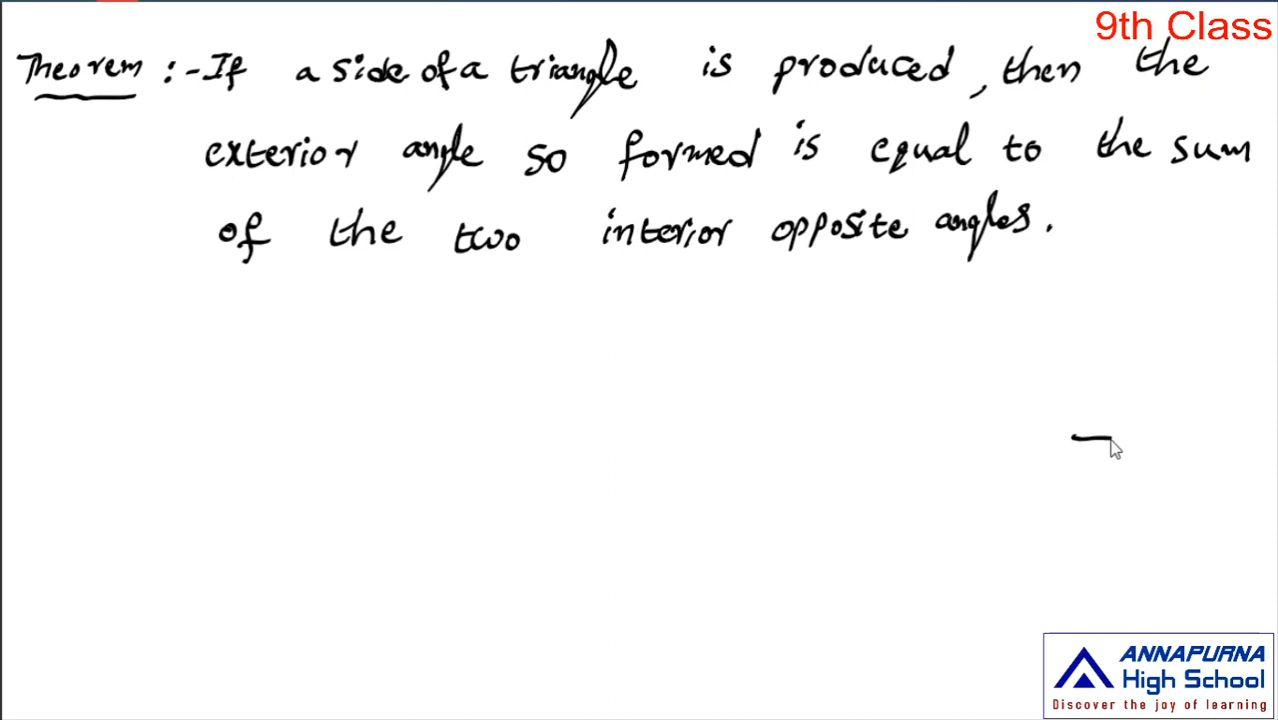 9th Class
Theorem :- If a side of a triangle is produced, then the
exterior angle so formed is equal to the sum
of the two interior opposite angles.
ANNAPURNA
High School
Discover the joy of learning